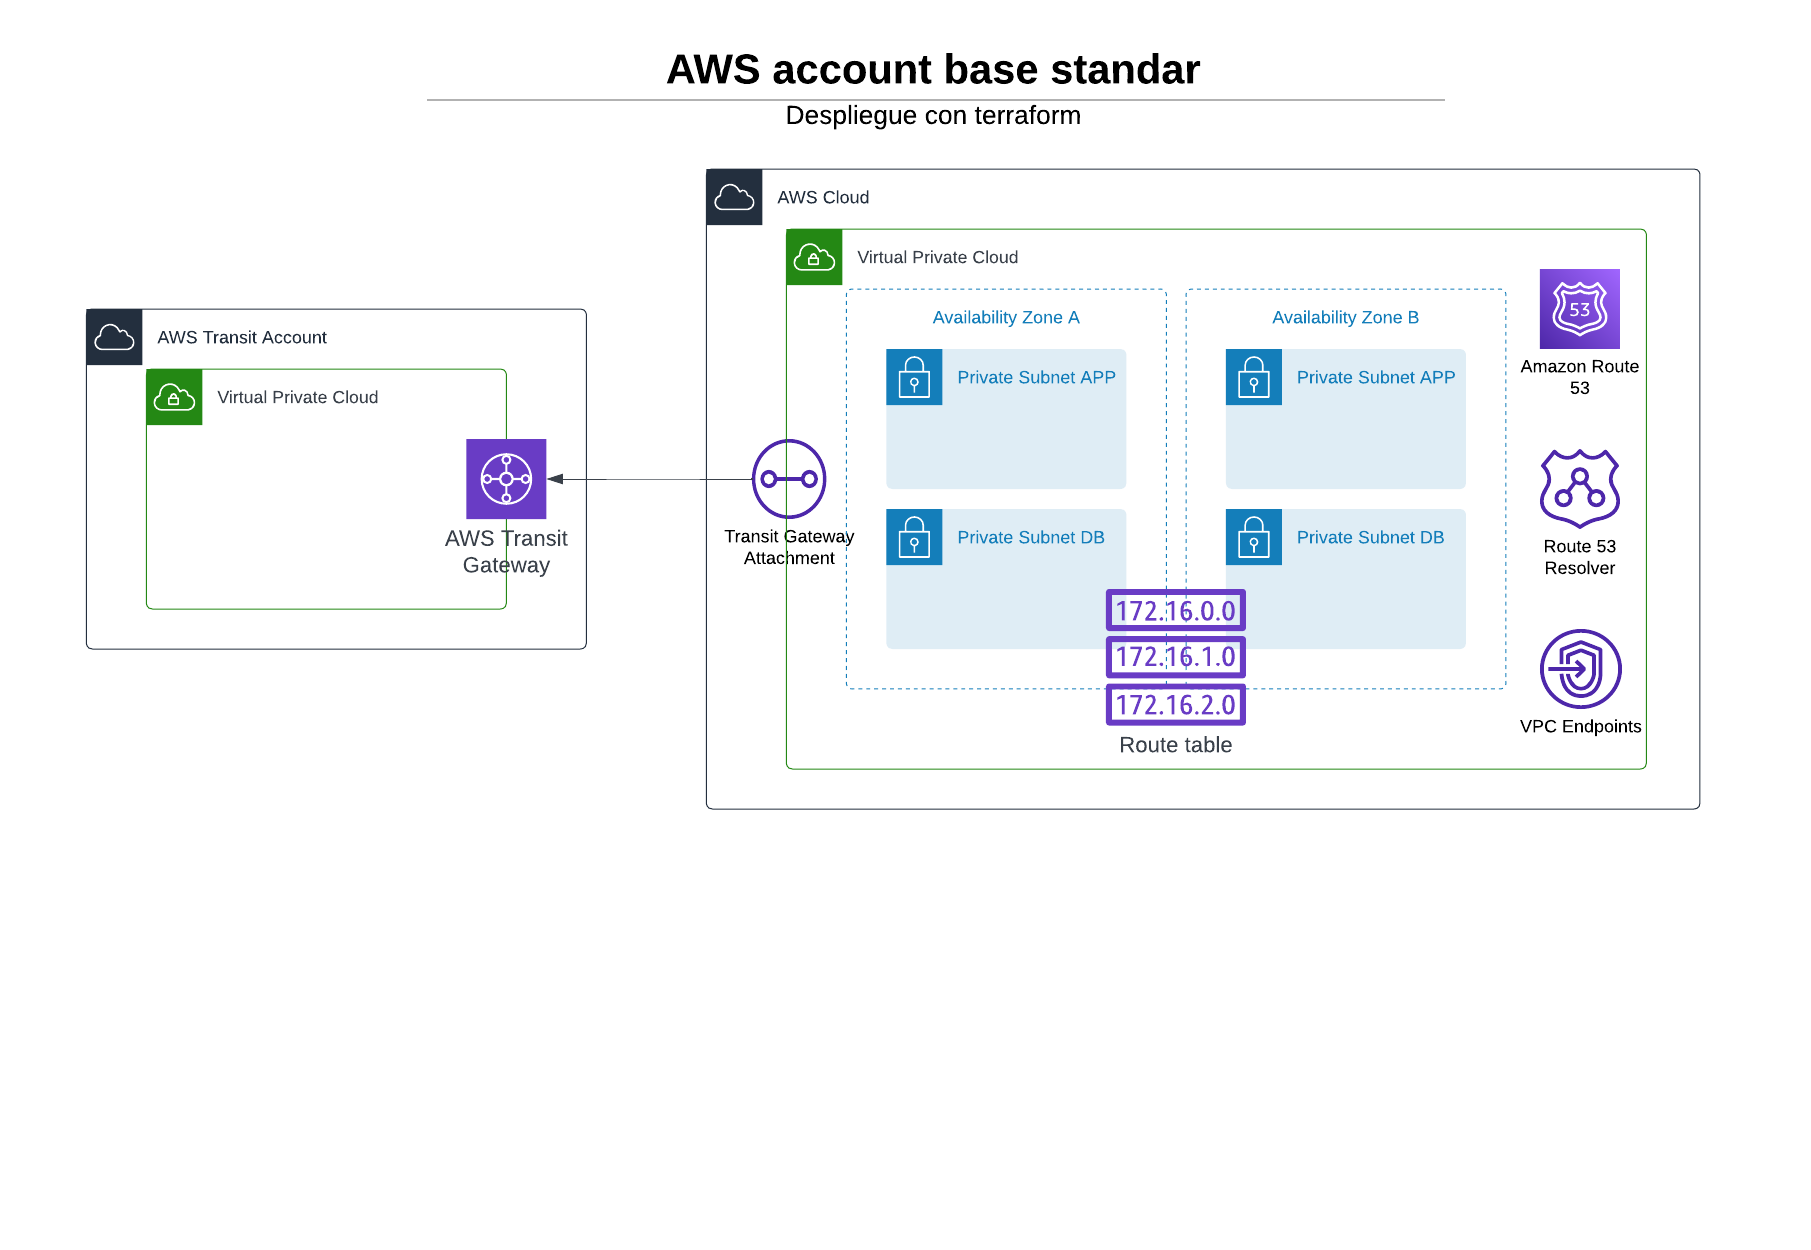 AWS account base standar
Despliegue con terraform
AWS Cloud
Virtual Private Cloud
Availability Zone A
Availability Zone B
53
Amazon Route
53
AWS Transit Account
Virtual Private Cloud
Private Subnet APP
Private Subnet APP
AWS Transit
Gateway
Transit Gateway
Attachment
Private Subnet DB
Private Subnet DB
Route 53
Resolver
172.16.0.0
172.16.1.0
172.16.2.0
Route table
VPC Endpoints